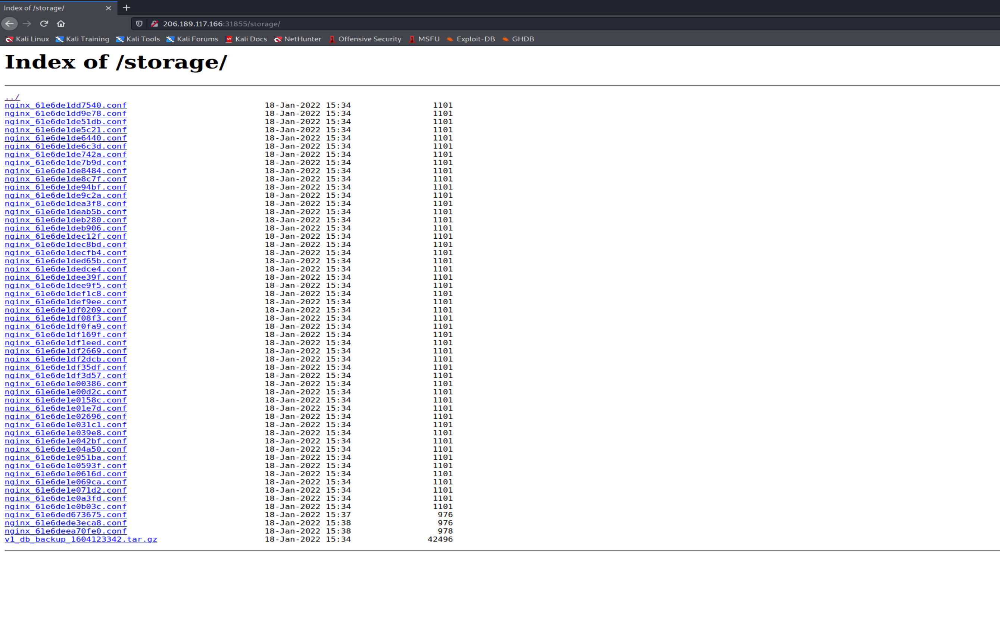 Index of /storage/
206.189.117.166:31855/storage/
Kali Linux Kali Training Kali Tools Kali Forums Kali Docs NetHunter Offensive Security MSFU Exploit-DB GHDB
Index of /storage/
../
nginx_61e6de1dd7540.conf 18-Jan-2022 15:34 1101
nginx_61e6de1dd9e78.conf 18-Jan-2022 15:34 1101
nginx_61e6de1de51db.conf 18-Jan-2022 15:34 1101
nginx_61e6de1de5c21.conf 18-Jan-2022 15:34 1101
nginx_61e6de1de6440.conf 18-Jan-2022 15:34 1101
nginx_61e6de1de6c3d.conf 18-Jan-2022 15:34 1101
nginx_61e6de1de742a.conf 18-Jan-2022 15:34 1101
nginx_61e6de1de7b9d.conf 18-Jan-2022 15:34 1101
nginx_61e6de1de8484.conf 18-Jan-2022 15:34 1101
nginx_61e6de1de8c7f.conf 18-Jan-2022 15:34 1101
nginx_61e6de1de94bf.conf 18-Jan-2022 15:34 1101
nginx_61e6de1de9c2a.conf 18-Jan-2022 15:34 1101
nginx_61e6de1dea3f8.conf 18-Jan-2022 15:34 1101
nginx_61e6de1deab5b.conf 18-Jan-2022 15:34 1101
nginx_61e6de1deb280.conf 18-Jan-2022 15:34 1101
nginx_61e6de1deb906.conf 18-Jan-2022 15:34 1101
nginx_61e6de1dec12f.conf 18-Jan-2022 15:34 1101
nginx_61e6de1dec8bd.conf 18-Jan-2022 15:34 1101
nginx_61e6de1decfb4.conf 18-Jan-2022 15:34 1101
nginx_61e6de1ded65b.conf 18-Jan-2022 15:34 1101
nginx_61e6de1dedce4.conf 18-Jan-2022 15:34 1101
nginx_61e6de1dee39f.conf 18-Jan-2022 15:34 1101
nginx_61e6de1dee9f5.conf 18-Jan-2022 15:34 1101
nginx_61e6de1def1c8.conf 18-Jan-2022 15:34 1101
nginx_61e6de1def9ee.conf 18-Jan-2022 15:34 1101
nginx_61e6de1df0209.conf 18-Jan-2022 15:34 1101
nginx_61e6de1df08f3.conf 18-Jan-2022 15:34 1101
nginx_61e6de1df0fa9.conf 18-Jan-2022 15:34 1101
nginx_61e6de1df169f.conf 18-Jan-2022 15:34 1101
nginx_61e6de1df1eed.conf 18-Jan-2022 15:34 1101
nginx_61e6de1df2669.conf 18-Jan-2022 15:34 1101
nginx_61e6de1df2dcb.conf 18-Jan-2022 15:34 1101
nginx_61e6de1df35df.conf 18-Jan-2022 15:34 1101
nginx_61e6de1df3d57.conf 18-Jan-2022 15:34 1101
nginx_61e6de1e00386.conf 18-Jan-2022 15:34 1101
nginx_61e6de1e00d2c.conf 18-Jan-2022 15:34 1101
nginx_61e6de1e0158c.conf 18-Jan-2022 15:34 1101
nginx_61e6de1e01e7d.conf 18-Jan-2022 15:34 1101
nginx_61e6de1e02696.conf 18-Jan-2022 15:34 1101
nginx_61e6de1e031c1.conf 18-Jan-2022 15:34 1101
nginx_61e6de1e039e8.conf 18-Jan-2022 15:34 1101
nginx_61e6de1e042bf.conf 18-Jan-2022 15:34 1101
nginx_61e6de1e04a50.conf 18-Jan-2022 15:34 1101
nginx_61e6de1e051ba.conf 18-Jan-2022 15:34 1101
nginx_61e6de1e0593f.conf 18-Jan-2022 15:34 1101
nginx_61e6de1e0616d.conf 18-Jan-2022 15:34 1101
nginx_61e6de1e069ca.conf 18-Jan-2022 15:34 1101
nginx_61e6de1e071d2.conf 18-Jan-2022 15:34 1101
nginx_61e6de1e0a3fd.conf 18-Jan-2022 15:34 1101
nginx_61e6de1e0b03c.conf 18-Jan-2022 15:34 1101
nginx_61e6ded673675.conf 18-Jan-2022 15:37 976
nginx_61e6dede3eca8.conf 18-Jan-2022 15:38 976
nginx_61e6deea70fe0.conf 18-Jan-2022 15:38 978
v1_db_backup_1604123342.tar.gz 18-Jan-2022 15:34 42496